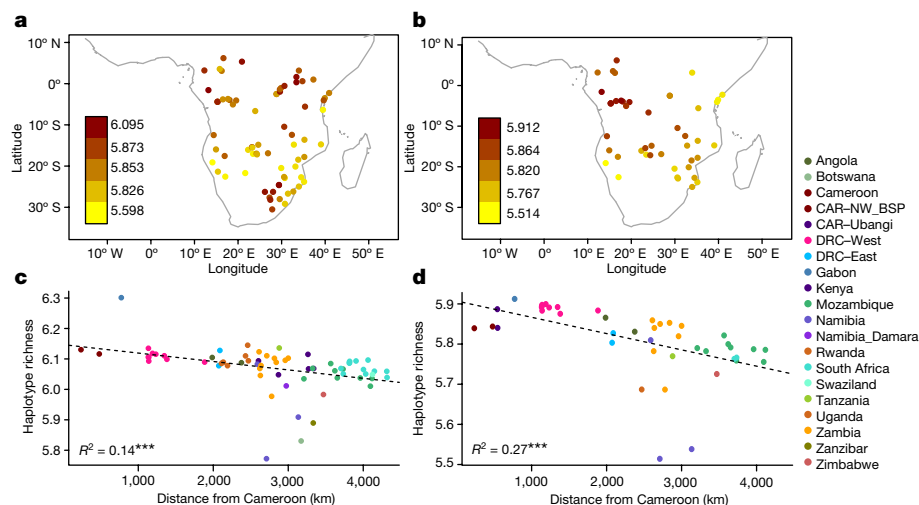 a
10° N
0°
10° S
20° S
30° S
Latitude
6.095
5.873
5.853
5.826
5.598
10° W
0°
10° E
20° E
30° E
40° E
50° E
Longitude
b
10° N
0°
10° S
20° S
30° S
Latitude
5.912
5.864
5.820
5.767
5.514
10° W
0°
10° E
20° E
30° E
40° E
50° E
Longitude
c
6.3
6.2
6.1
6.0
5.9
5.8
Haplotype richness
R² = 0.14***
1,000
2,000
3,000
4,000
Distance from Cameroon (km)
d
5.9
5.8
5.7
5.6
5.5
Haplotype richness
R² = 0.27***
1,000
2,000
3,000
4,000
Distance from Cameroon (km)
Angola
Botswana
Cameroon
CAR–NW_BSP
CAR–Ubangi
DRC–West
DRC–East
Gabon
Kenya
Mozambique
Namibia
Namibia_Damara
Rwanda
South Africa
Swaziland
Tanzania
Uganda
Zambia
Zanzibar
Zimbabwe